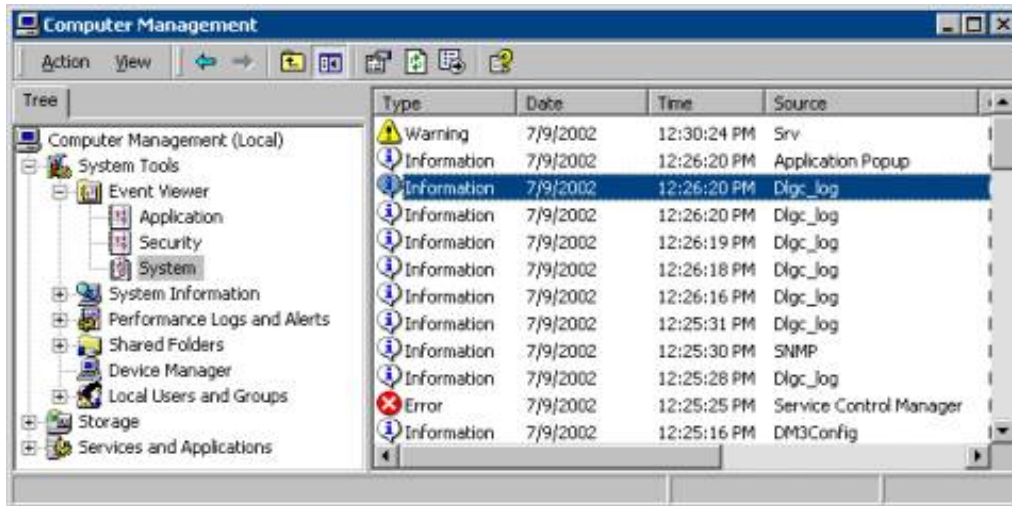 Computer Management
Action View
Tree
Computer Management (Local)
System Tools
Event Viewer
Application
Security
System
System Information
Performance Logs and Alerts
Shared Folders
Device Manager
Local Users and Groups
Storage
Services and Applications
Type Date Time Source
Warning 7/9/2002 12:30:24 PM Srv
Information 7/9/2002 12:26:20 PM Application Popup
Information 7/9/2002 12:26:20 PM Dlgc_log
Information 7/9/2002 12:26:20 PM Dlgc_log
Information 7/9/2002 12:26:19 PM Dlgc_log
Information 7/9/2002 12:26:18 PM Dlgc_log
Information 7/9/2002 12:26:16 PM Dlgc_log
Information 7/9/2002 12:25:31 PM Dlgc_log
Information 7/9/2002 12:25:30 PM SNMP
Information 7/9/2002 12:25:28 PM Dlgc_log
Error 7/9/2002 12:25:25 PM Service Control Manager
Information 7/9/2002 12:25:16 PM DM3Config